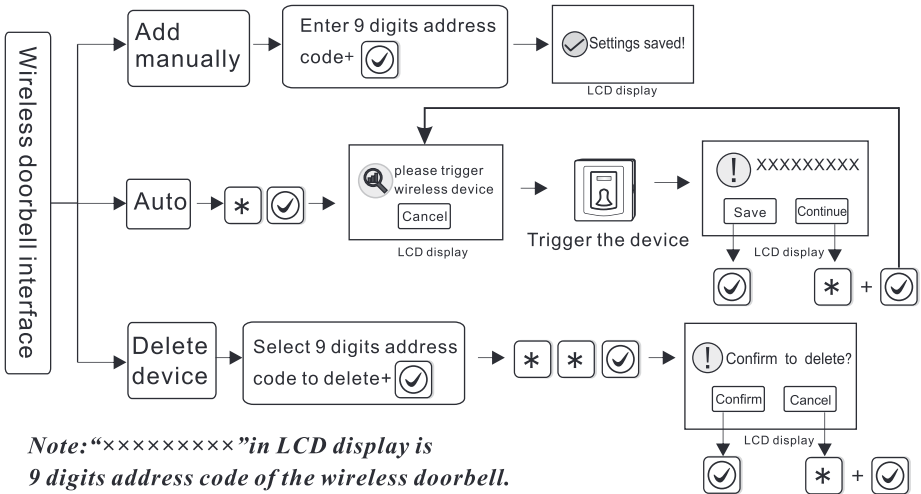 Wireless doorbell interface
Add
manually
Enter 9 digits address
code+
Settings saved!
LCD display
Auto
*
please trigger
wireless device
Cancel
LCD display
Trigger the device
! XXXXXXXXX
Save Continue
LCD display
* +
Delete
device
Select 9 digits address
code to delete+
* *
! Confirm to delete?
Confirm Cancel
LCD display
* +
Note:“×××××××××”in LCD display is
9 digits address code of the wireless doorbell.